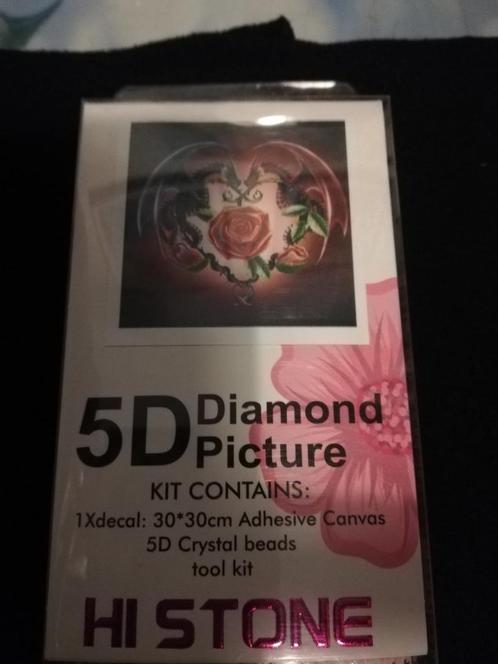 5D Diamond
Picture
KIT CONTAINS:
1Xdecal: 30*30cm Adhesive Canvas
5D Crystal beads
tool kit
HI STONE